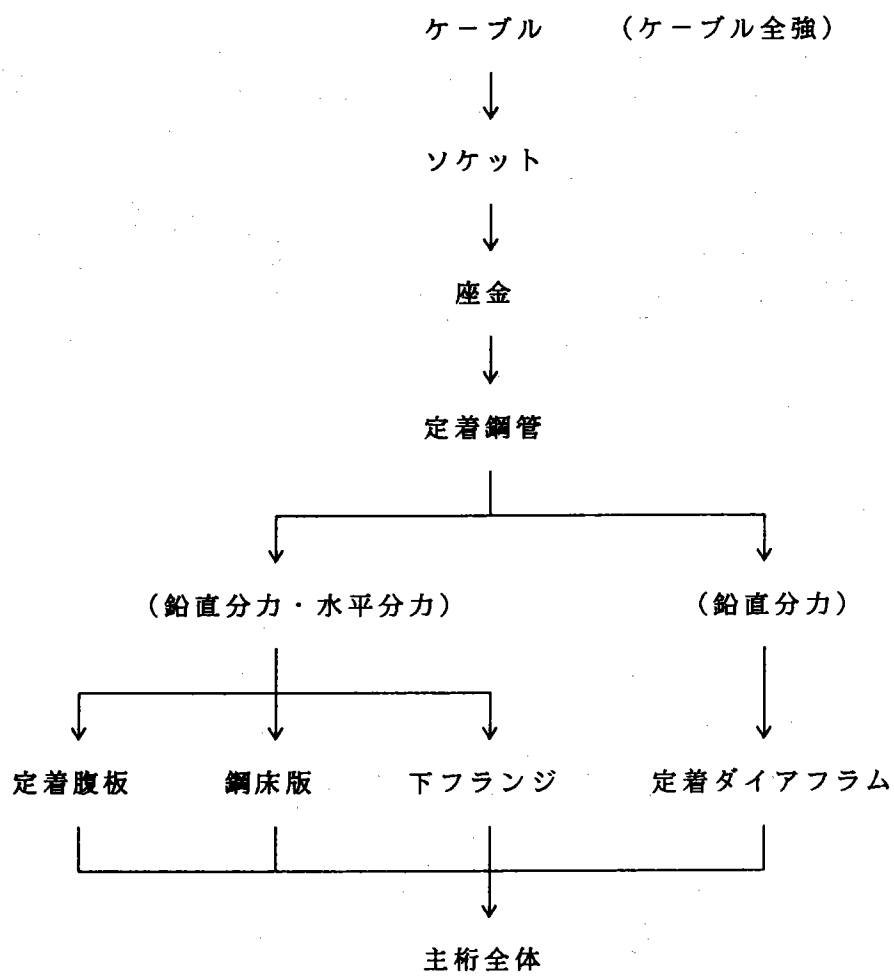 ケーブル （ケーブル全強）
ソケット
座金
定着鋼管
（鉛直分力・水平分力） （鉛直分力）
定着腹板 鋼床版 下フランジ 定着ダイアフラム
主桁全体